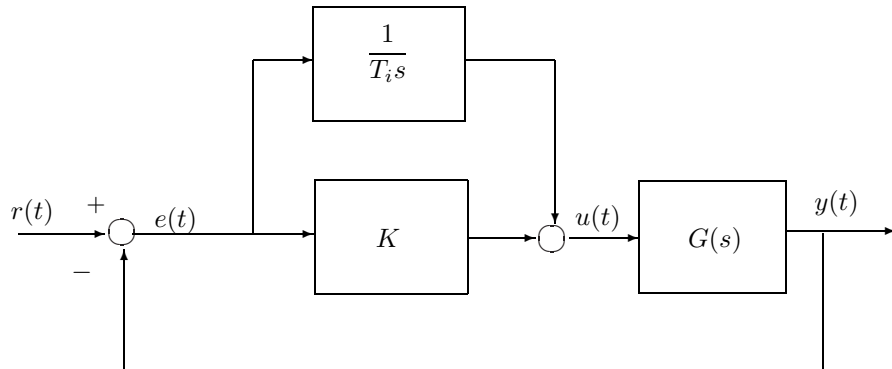 1
T_i s
r(t)
+
e(t)
−
K
u(t)
G(s)
y(t)